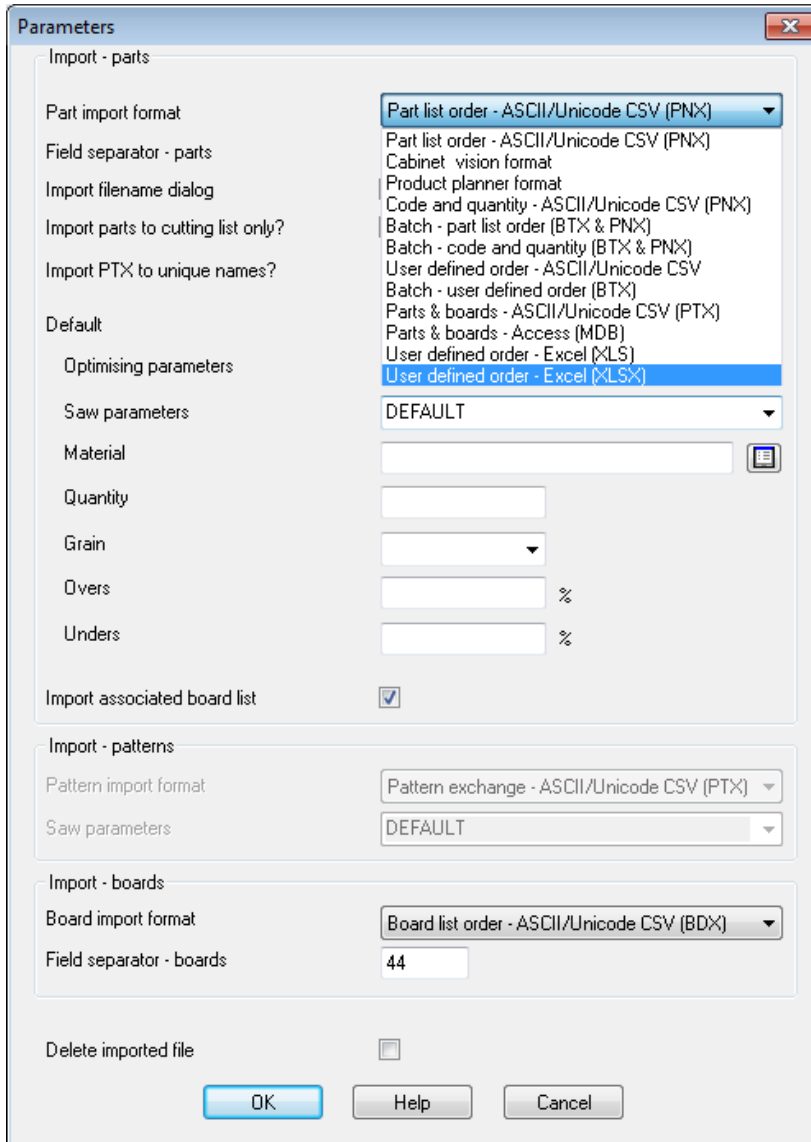 Parameters
Import - parts
Part import format
Part list order - ASCII/Unicode CSV (PNX)
Part list order - ASCII/Unicode CSV (PNX)
Field separator - parts
Cabinet vision format
Import filename dialog
Product planner format
Code and quantity - ASCII/Unicode CSV (PNX)
Import parts to cutting list only?
Batch - part list order (BTX & PNX)
Batch - code and quantity (BTX & PNX)
Import PTX to unique names?
User defined order - ASCII/Unicode CSV
Batch - user defined order (BTX)
Parts & boards - ASCII/Unicode CSV (PTX)
Default
Parts & boards - Access (MDB)
User defined order - Excel (XLS)
Optimising parameters
User defined order - Excel (XLSX)
Saw parameters
DEFAULT
Material
Quantity
Grain
Overs
%
Unders
%
Import associated board list
Import - patterns
Pattern import format
Pattern exchange - ASCII/Unicode CSV (PTX)
Saw parameters
DEFAULT
Import - boards
Board import format
Board list order - ASCII/Unicode CSV (BDX)
Field separator - boards
44
Delete imported file
OK
Help
Cancel